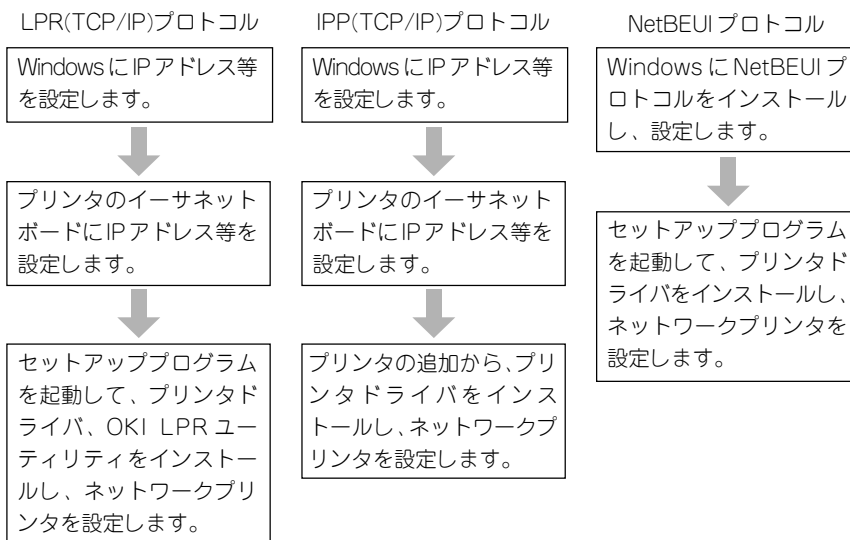 LPR(TCP/IP)プロトコル
WindowsにIPアドレス等
を設定します。
プリンタのイーサネット
ボードにIPアドレス等を
設定します。
セットアッププログラム
を起動して、プリンタド
ライバ、OKI LPR ユー
ティリティをインストー
ルし、ネットワークプリ
ンタを設定します。
IPP(TCP/IP)プロトコル
WindowsにIPアドレス等
を設定します。
プリンタのイーサネット
ボードにIPアドレス等を
設定します。
プリンタの追加から、プリ
ンタドライバをインス
トールし、ネットワークプ
リンタを設定します。
NetBEUIプロトコル
WindowsにNetBEUIプ
ロトコルをインストール
し、設定します。
セットアッププログラム
を起動して、プリンタド
ライバをインストールし、
ネットワークプリンタを
設定します。